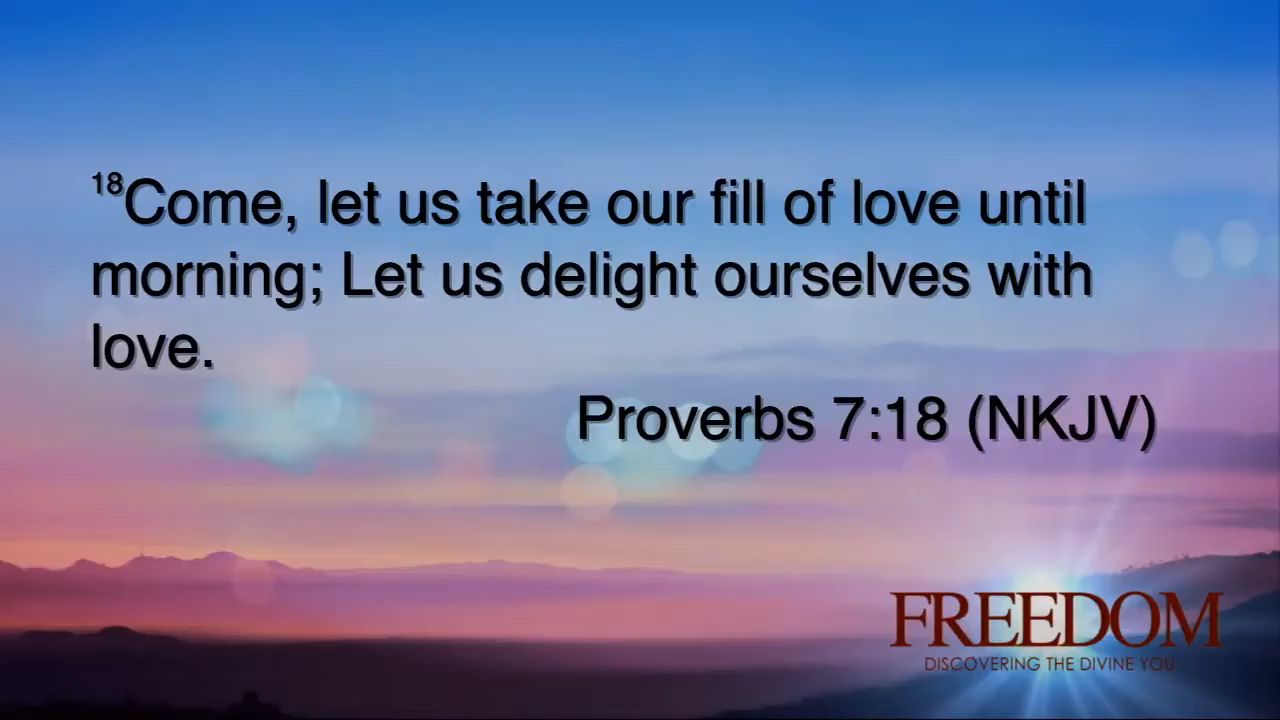 18Come, let us take our fill of love until
morning; Let us delight ourselves with
love.
Proverbs 7:18 (NKJV)
FREEDOM
DISCOVERING THE DIVINE YOU